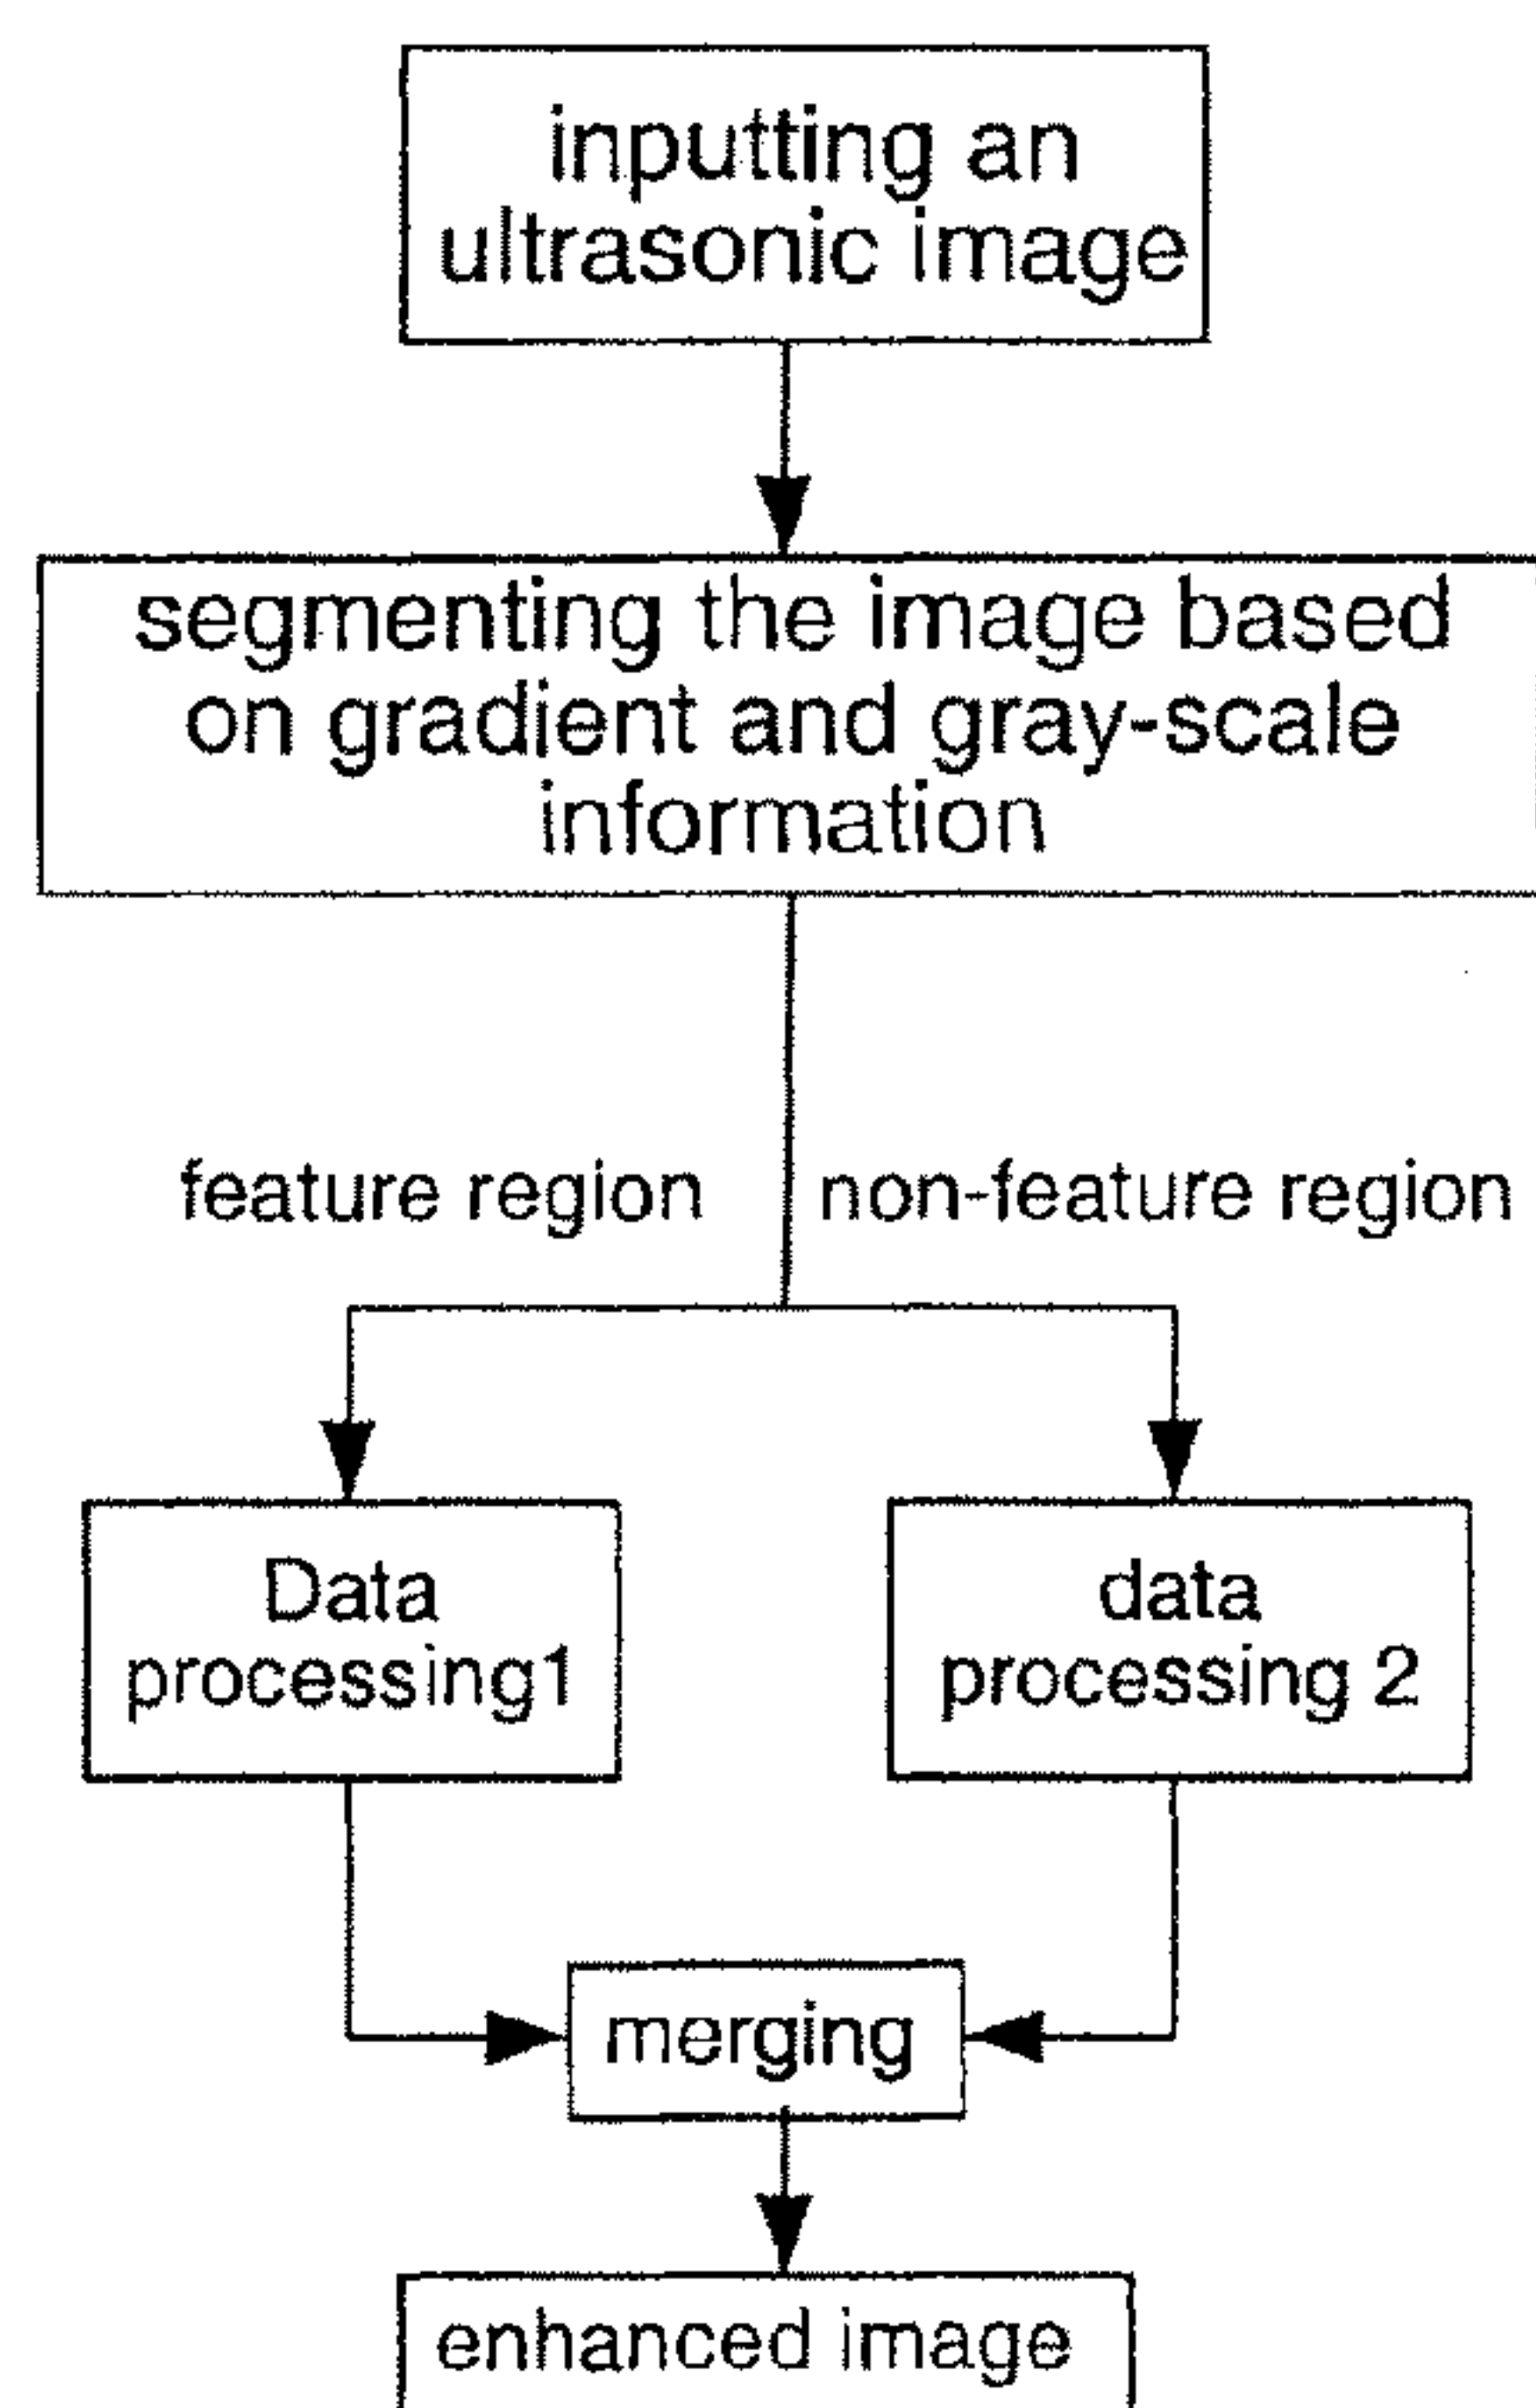 inputting an
ultrasonic image
segmenting the image based
on gradient and gray-scale
information
feature region
non-feature region
Data
processing1
data
processing 2
merging
enhanced image